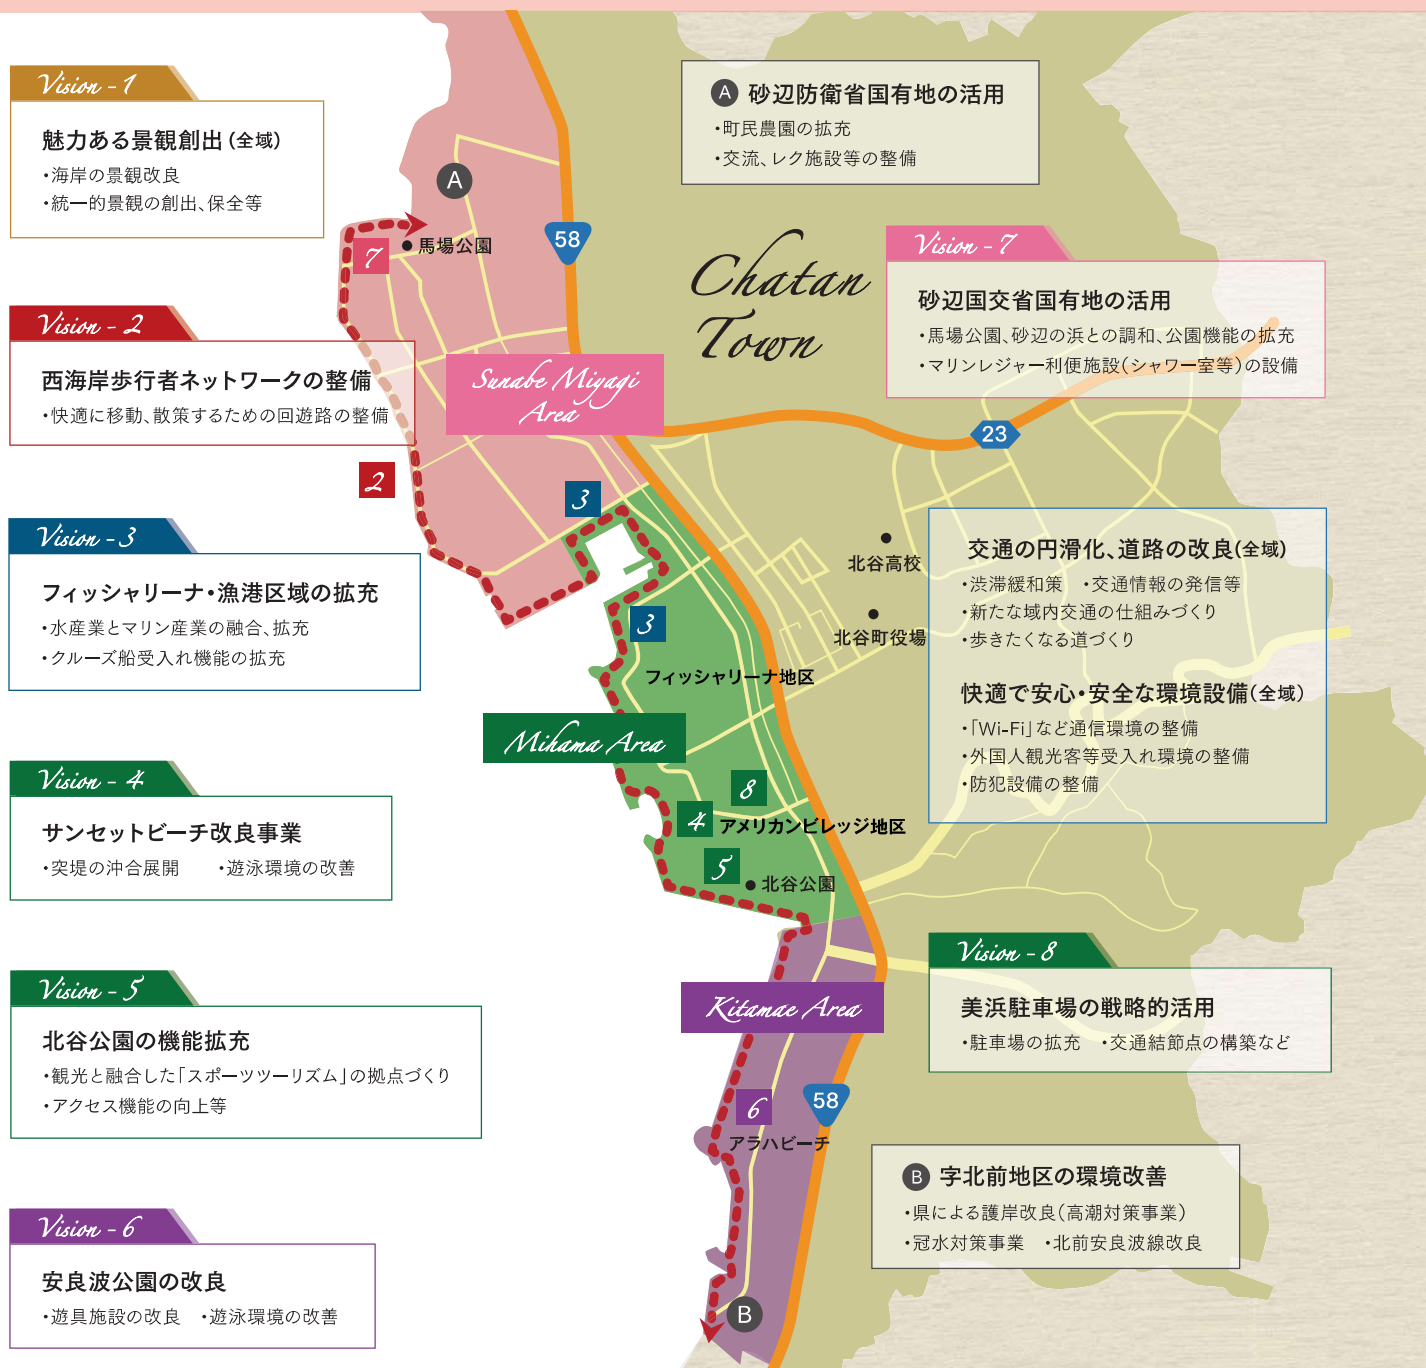 Vision - 1
魅力ある景観創出(全域)
・海岸の景観改良
・統一的景観の創出、保全等
Vision - 2
西海岸歩行者ネットワークの整備
・快適に移動、散策するための回遊路の整備
Vision - 3
フィッシャリーナ・漁港区域の拡充
・水産業とマリン産業の融合、拡充
・クルーズ船受入れ機能の拡充
Vision - 4
サンセットビーチ改良事業
・突堤の沖合展開 ・遊泳環境の改善
Vision - 5
北谷公園の機能拡充
・観光と融合した「スポーツツーリズム」の拠点づくり
・アクセス機能の向上等
Vision - 6
安良波公園の改良
・遊具施設の改良 ・遊泳環境の改善
A 砂辺防衛省国有地の活用
・町民農園の拡充
・交流、レク施設等の整備
Vision - 7
砂辺国交省国有地の活用
・馬場公園、砂辺の浜との調和、公園機能の拡充
・マリンレジャー利便施設(シャワー室等)の設備
交通の円滑化、道路の改良(全域)
・渋滞緩和策 ・交通情報の発信等
・新たな域内交通の仕組みづくり
・歩きたくなる道づくり
快適で安心・安全な環境設備(全域)
・「Wi-Fi」など通信環境の整備
・外国人観光客等受入れ環境の整備
・防犯設備の整備
Vision - 8
美浜駐車場の戦略的活用
・駐車場の拡充 ・交通結節点の構築など
B 字北前地区の環境改善
・県による護岸改良(高潮対策事業)
・冠水対策事業 ・北前安良波線改良
Chatan
Town
A
58
7
馬場公園
Sunabe Miyagi
Area
23
2
3
北谷高校
3
北谷町役場
フィッシャリーナ地区
Mihama Area
8
4
アメリカンビレッジ地区
5
北谷公園
Kitamae Area
6
58
アラハビーチ
B